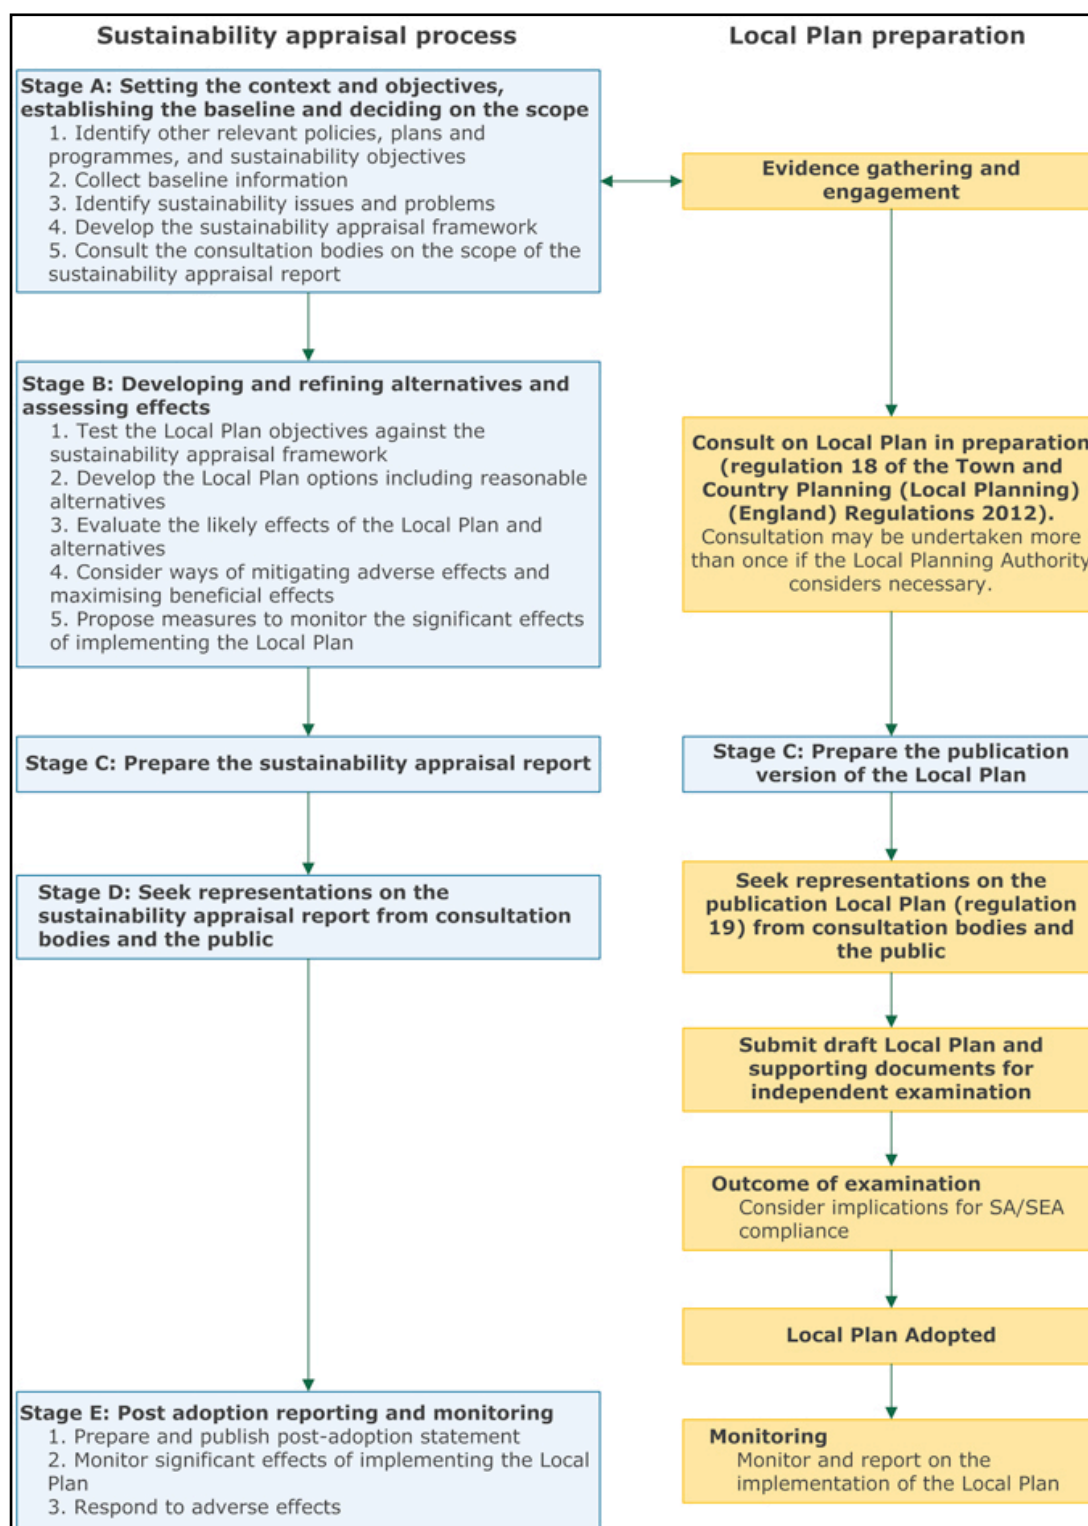 Sustainability appraisal process
Stage A: Setting the context and objectives,
establishing the baseline and deciding on the scope
1. Identify other relevant policies, plans and
programmes, and sustainability objectives
2. Collect baseline information
3. Identify sustainability issues and problems
4. Develop the sustainability appraisal framework
5. Consult the consultation bodies on the scope of the
sustainability appraisal report
Stage B: Developing and refining alternatives and
assessing effects
1. Test the Local Plan objectives against the
sustainability appraisal framework
2. Develop the Local Plan options including reasonable
alternatives
3. Evaluate the likely effects of the Local Plan and
alternatives
4. Consider ways of mitigating adverse effects and
maximising beneficial effects
5. Propose measures to monitor the significant effects
of implementing the Local Plan
Stage C: Prepare the sustainability appraisal report
Stage D: Seek representations on the
sustainability appraisal report from consultation
bodies and the public
Stage E: Post adoption reporting and monitoring
1. Prepare and publish post-adoption statement
2. Monitor significant effects of implementing the Local
Plan
3. Respond to adverse effects
Local Plan preparation
Evidence gathering and
engagement
Consult on Local Plan in preparation
(regulation 18 of the Town and
Country Planning (Local Planning)
(England) Regulations 2012).
Consultation may be undertaken more
than once if the Local Planning Authority
considers necessary.
Stage C: Prepare the publication
version of the Local Plan
Seek representations on the
publication Local Plan (regulation
19) from consultation bodies and
the public
Submit draft Local Plan and
supporting documents for
independent examination
Outcome of examination
Consider implications for SA/SEA
compliance
Local Plan Adopted
Monitoring
Monitor and report on the
implementation of the Local Plan